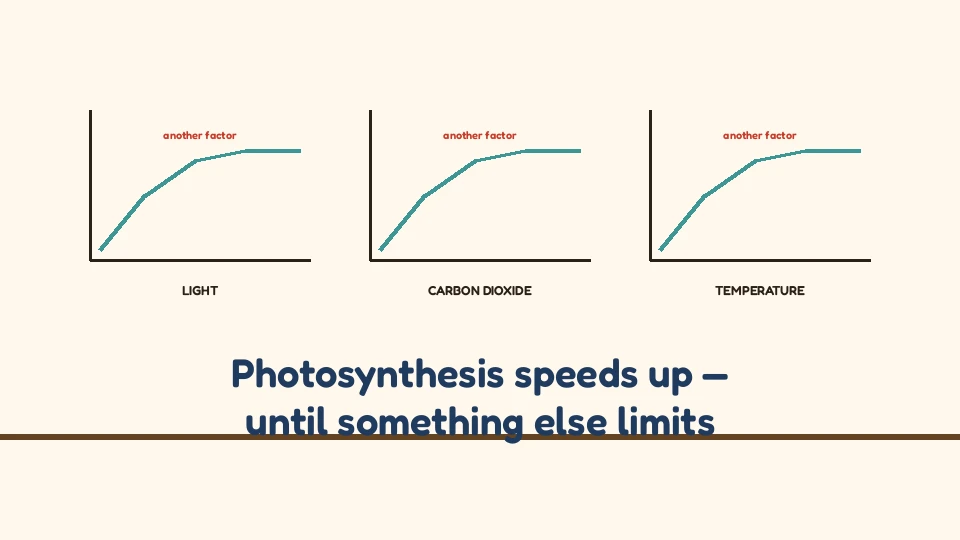 another factor
another factor
another factor
LIGHT
CARBON DIOXIDE
TEMPERATURE
Photosynthesis speeds up —
until something else limits